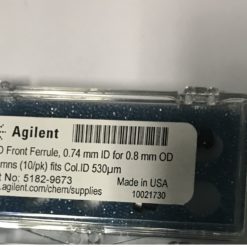 Agilent
D Front Ferrule, 0.74 mm ID for 0.8 mm OD
mns (10/pk) fits Col.ID 530µm
t No: 5182-9673 Made in USA
.agilent.com/chem/supplies 10021730